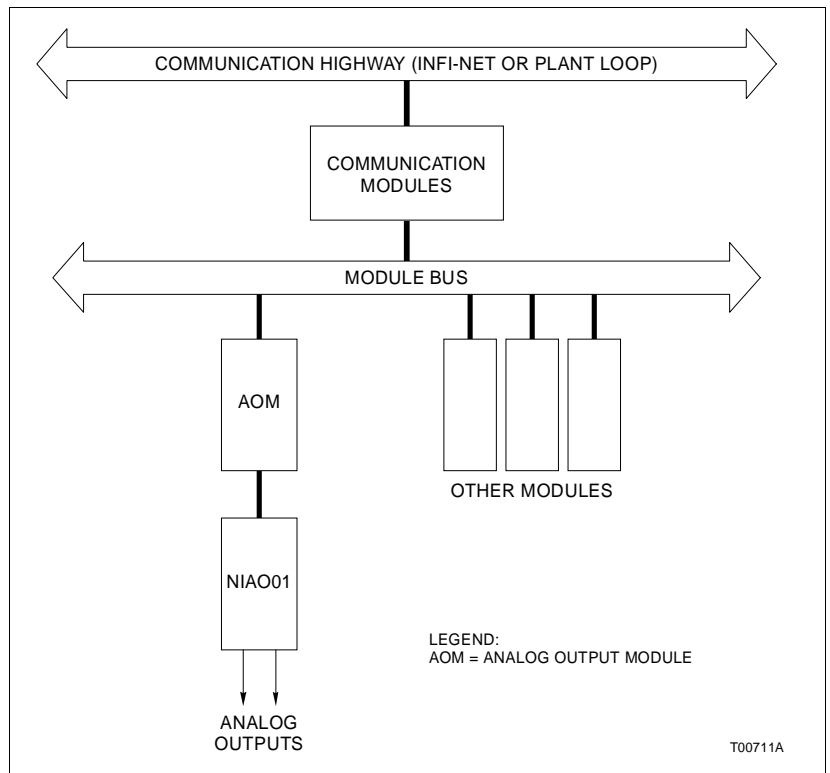 COMMUNICATION HIGHWAY (INFI-NET OR PLANT LOOP)
COMMUNICATION
MODULES
MODULE BUS
AOM
OTHER MODULES
NIAO01
LEGEND:
AOM = ANALOG OUTPUT MODULE
ANALOG
OUTPUTS
T00711A